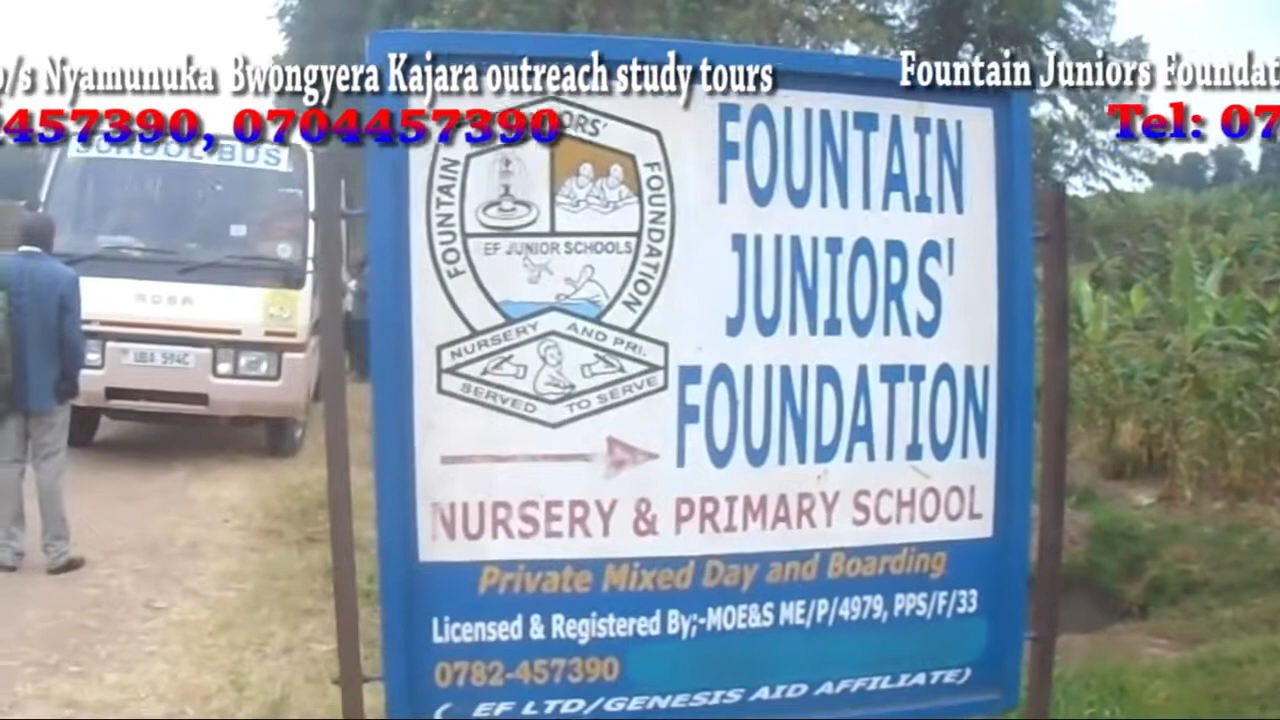 o/s Nyamunuka Bwongyera Kajara outreach study tours
Fountain Juniors Foundat
457390, 0704457390
Tel: 07
SCHOOL BUS
ROSA
UBA 594C
FOUNTAIN
JUNIORS'
FOUNDATION
EF JUNIOR SCHOOLS
NURSERY AND PRI.
SERVED TO SERVE
FOUNTAIN
JUNIORS'
FOUNDATION
NURSERY & PRIMARY SCHOOL
Private Mixed Day and Boarding
Licensed & Registered By;-MOE&S ME/P/4979, PPS/F/33
0782-457390
( EF LTD/GENESIS AID AFFILIATE)